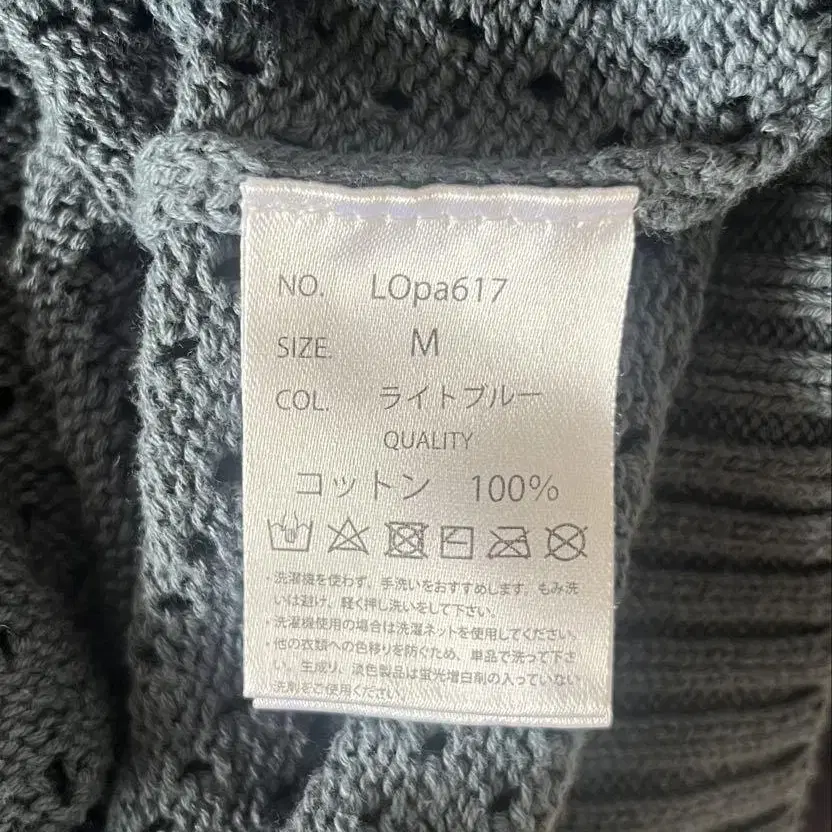 NO. LOpa617
SIZE. M
COL. ライトブルー
QUALITY
コットン 100%
・洗濯機を使わず、手洗いをおすすめします。もみ洗
いは避け、軽く押し洗いをして下さい。
・洗濯機使用の場合は洗濯ネットを使用してください。
・他の衣類への色移りを防ぐため、単品で洗って下さ
い。生成り、淡色製品は蛍光増白剤の入っていない
洗剤をご使用ください。